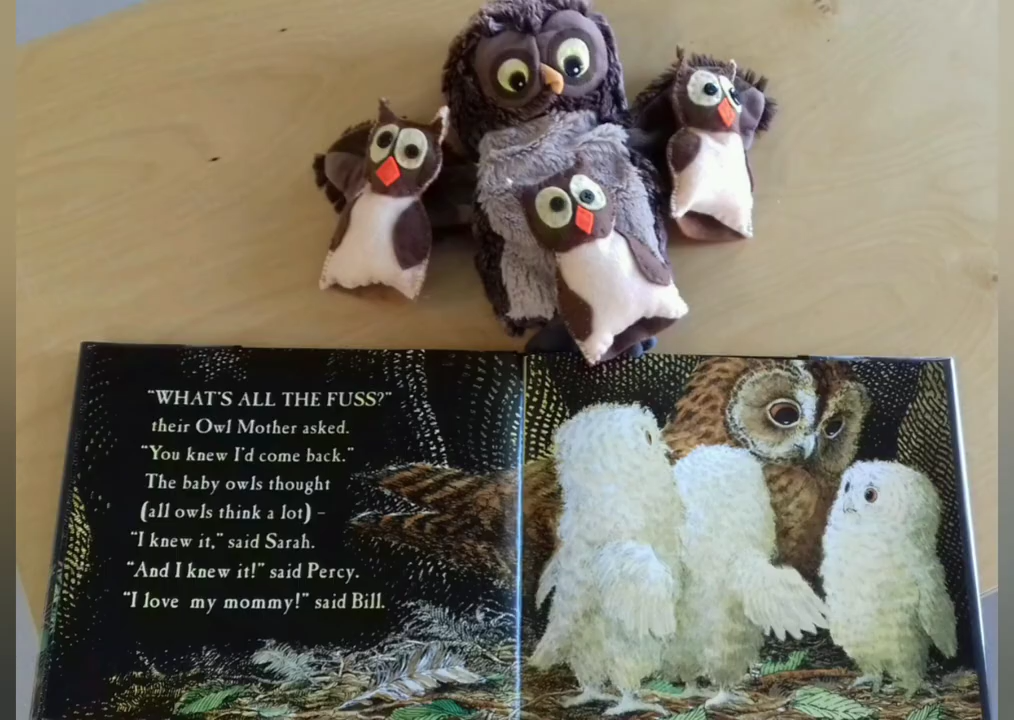 "WHAT'S ALL THE FUSS?"
their Owl Mother asked.
"You knew I'd come back."
The baby owls thought
(all owls think a lot) –
"I knew it," said Sarah.
"And I knew it!" said Percy.
"I love my mommy!" said Bill.